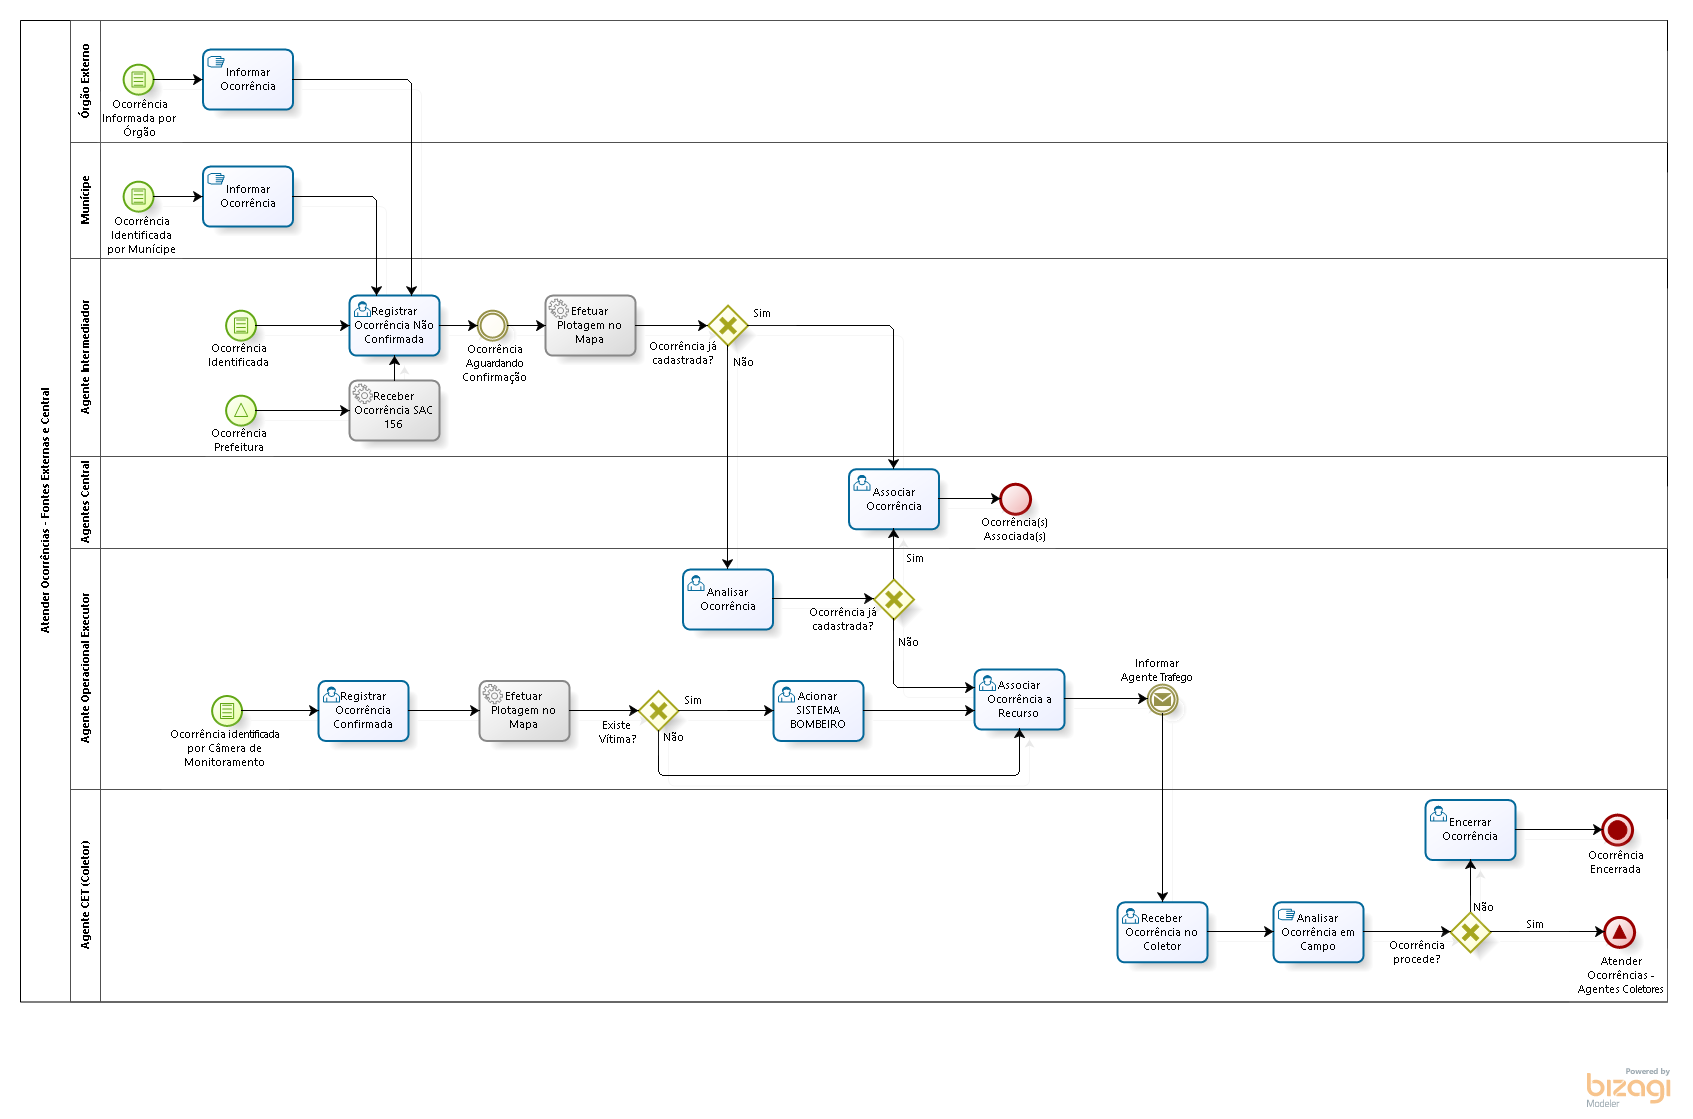 Atender Ocorrências - Fontes Externas e Central
Órgão Externo
Informar
Ocorrência
Ocorrência
Informada por
Órgão
Munícipe
Informar
Ocorrência
Ocorrência
Identificada
por Munícipe
Agente Intermediador
Registrar
Ocorrência Não
Confirmada
Ocorrência
Identificada
Ocorrência
Aguardando
Confirmação
Efetuar
Plotagem no
Mapa
Ocorrência já
cadastrada?
Sim
Não
Receber
Ocorrência SAC
156
Ocorrência
Prefeitura
Agentes Central
Associar
Ocorrência
Ocorrência(s)
Associada(s)
Agente Operacional Executor
Analisar
Ocorrência
Ocorrência já
cadastrada?
Sim
Não
Ocorrência identificada
por Câmera de
Monitoramento
Registrar
Ocorrência
Confirmada
Efetuar
Plotagem no
Mapa
Existe
Vítima?
Sim
Não
Acionar
SISTEMA
BOMBEIRO
Associar
Ocorrência a
Recurso
Informar
Agente Trafego
Agente CET (Coletor)
Receber
Ocorrência no
Coletor
Analisar
Ocorrência em
Campo
Ocorrência
procede?
Não
Sim
Encerrar
Ocorrência
Ocorrência
Encerrada
Atender
Ocorrências -
Agentes Coletores
Powered by
bizagi
Modeler